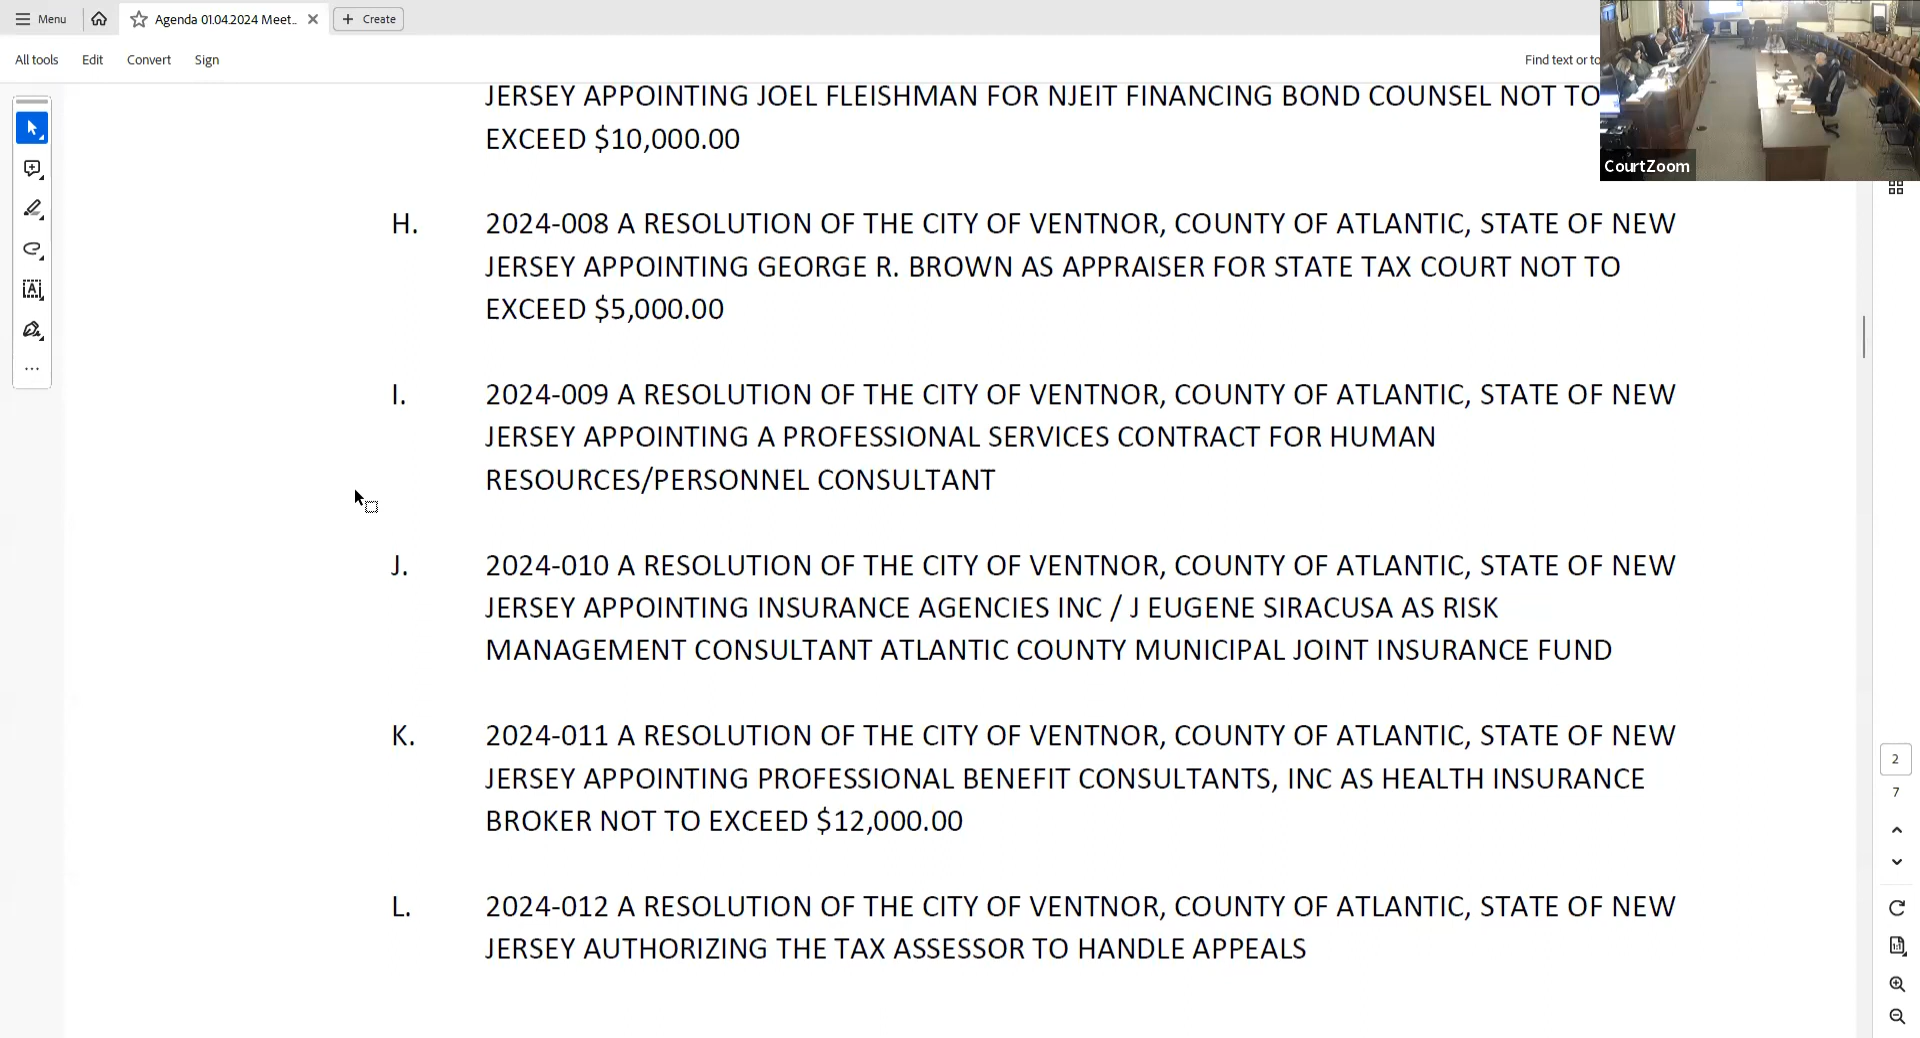 Menu
Agenda 01.04.2024 Meet..
Create
All tools
Edit
Convert
Sign
Find text or to
CourtZoom
JERSEY APPOINTING JOEL FLEISHMAN FOR NJEIT FINANCING BOND COUNSEL NOT TO
EXCEED $10,000.00
H. 2024-008 A RESOLUTION OF THE CITY OF VENTNOR, COUNTY OF ATLANTIC, STATE OF NEW
JERSEY APPOINTING GEORGE R. BROWN AS APPRAISER FOR STATE TAX COURT NOT TO
EXCEED $5,000.00
I. 2024-009 A RESOLUTION OF THE CITY OF VENTNOR, COUNTY OF ATLANTIC, STATE OF NEW
JERSEY APPOINTING A PROFESSIONAL SERVICES CONTRACT FOR HUMAN
RESOURCES/PERSONNEL CONSULTANT
J. 2024-010 A RESOLUTION OF THE CITY OF VENTNOR, COUNTY OF ATLANTIC, STATE OF NEW
JERSEY APPOINTING INSURANCE AGENCIES INC / J EUGENE SIRACUSA AS RISK
MANAGEMENT CONSULTANT ATLANTIC COUNTY MUNICIPAL JOINT INSURANCE FUND
K. 2024-011 A RESOLUTION OF THE CITY OF VENTNOR, COUNTY OF ATLANTIC, STATE OF NEW
JERSEY APPOINTING PROFESSIONAL BENEFIT CONSULTANTS, INC AS HEALTH INSURANCE
BROKER NOT TO EXCEED $12,000.00
L. 2024-012 A RESOLUTION OF THE CITY OF VENTNOR, COUNTY OF ATLANTIC, STATE OF NEW
JERSEY AUTHORIZING THE TAX ASSESSOR TO HANDLE APPEALS
2
7